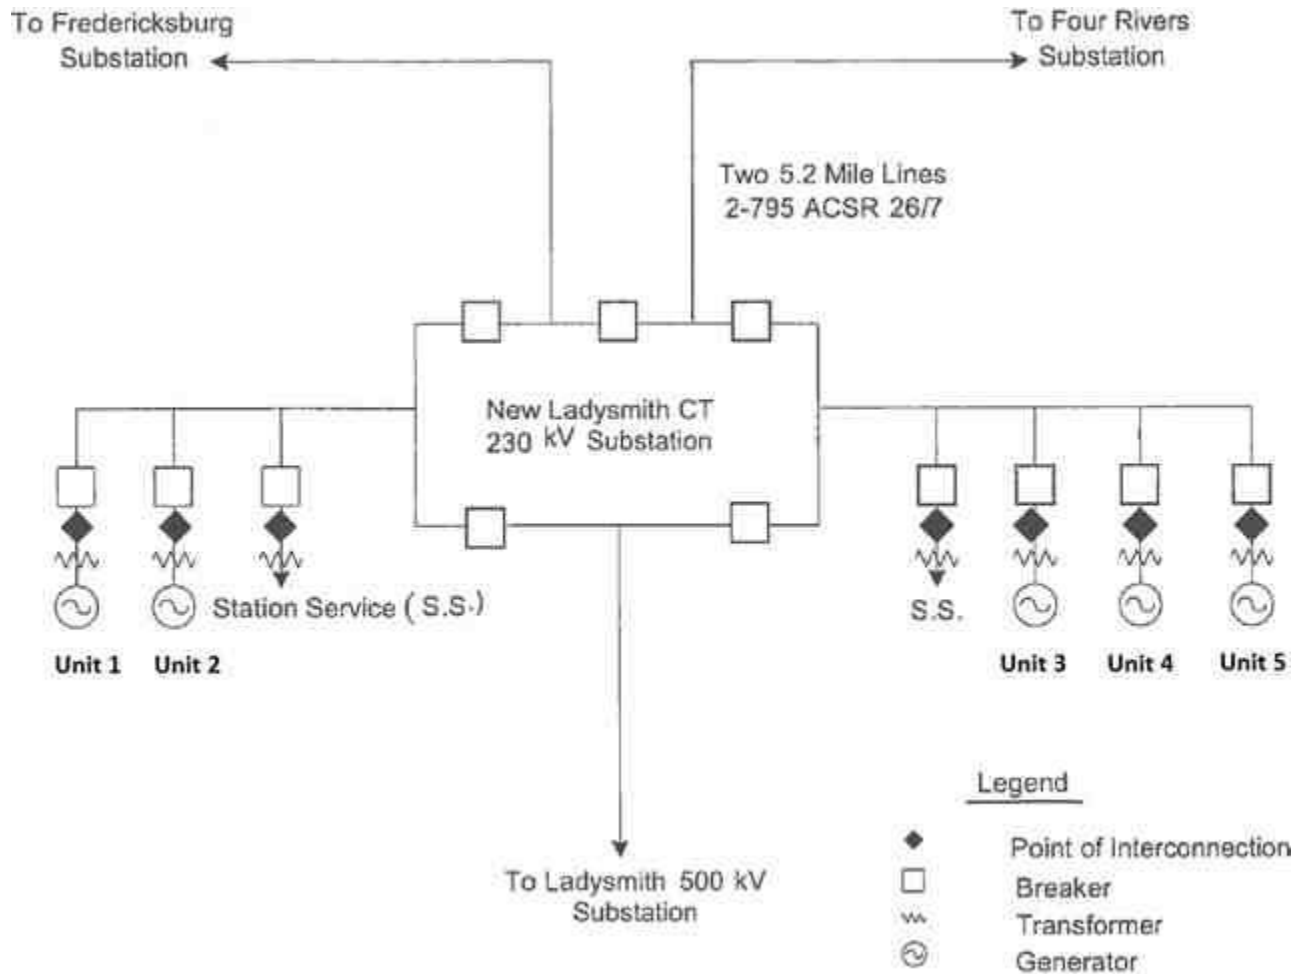 To Fredericksburg
Substation
To Four Rivers
Substation
Two 5.2 Mile Lines
2-795 ACSR 26/7
New Ladysmith CT
230 kV Substation
Station Service ( S.S.)
S.S.
Unit 1
Unit 2
Unit 3
Unit 4
Unit 5
To Ladysmith 500 kV
Substation
Legend
Point of Interconnection
Breaker
Transformer
Generator